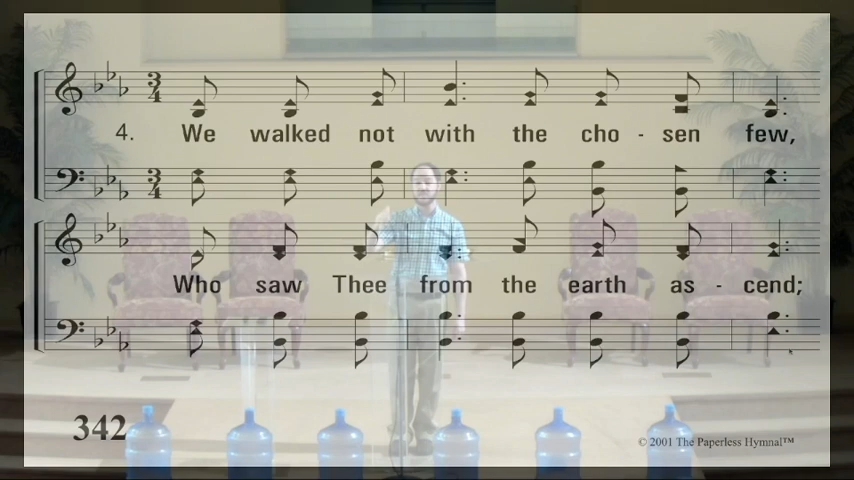 4. We walked not with the cho - sen few,
Who saw Thee from the earth as - cend;
342
© 2001 The Paperless Hymnal™